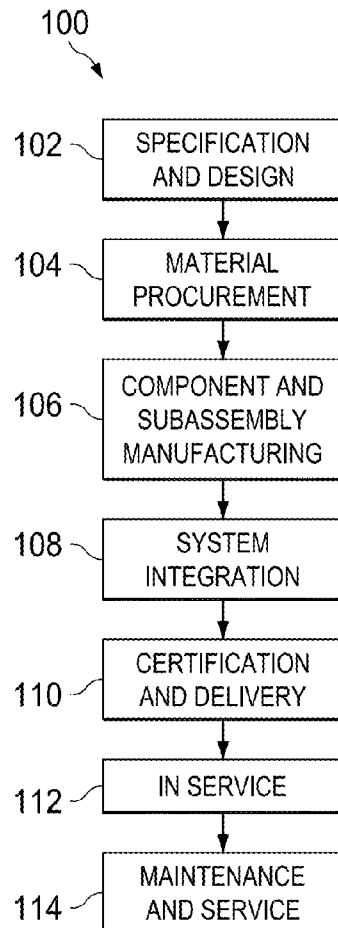 100
102
SPECIFICATION
AND DESIGN
104
MATERIAL
PROCUREMENT
106
COMPONENT AND
SUBASSEMBLY
MANUFACTURING
108
SYSTEM
INTEGRATION
110
CERTIFICATION
AND DELIVERY
112
IN SERVICE
114
MAINTENANCE
AND SERVICE